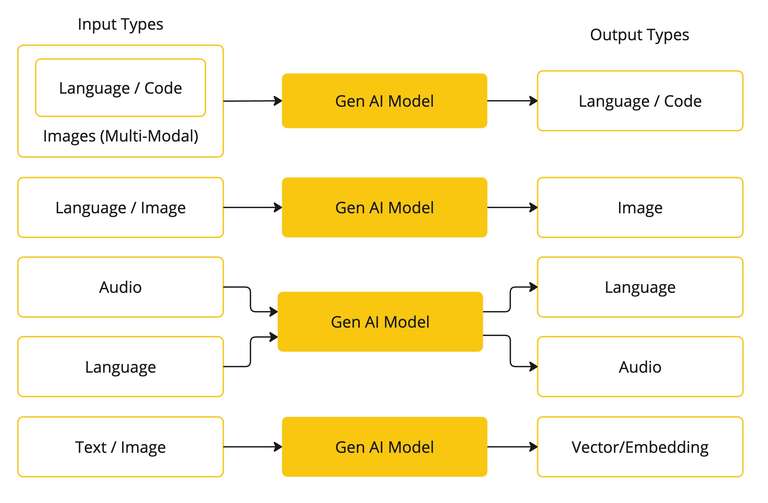 Input Types
Output Types
Language / Code
Images (Multi-Modal)
Gen AI Model
Language / Code
Language / Image
Gen AI Model
Image
Audio
Language
Gen AI Model
Language
Audio
Text / Image
Gen AI Model
Vector/Embedding